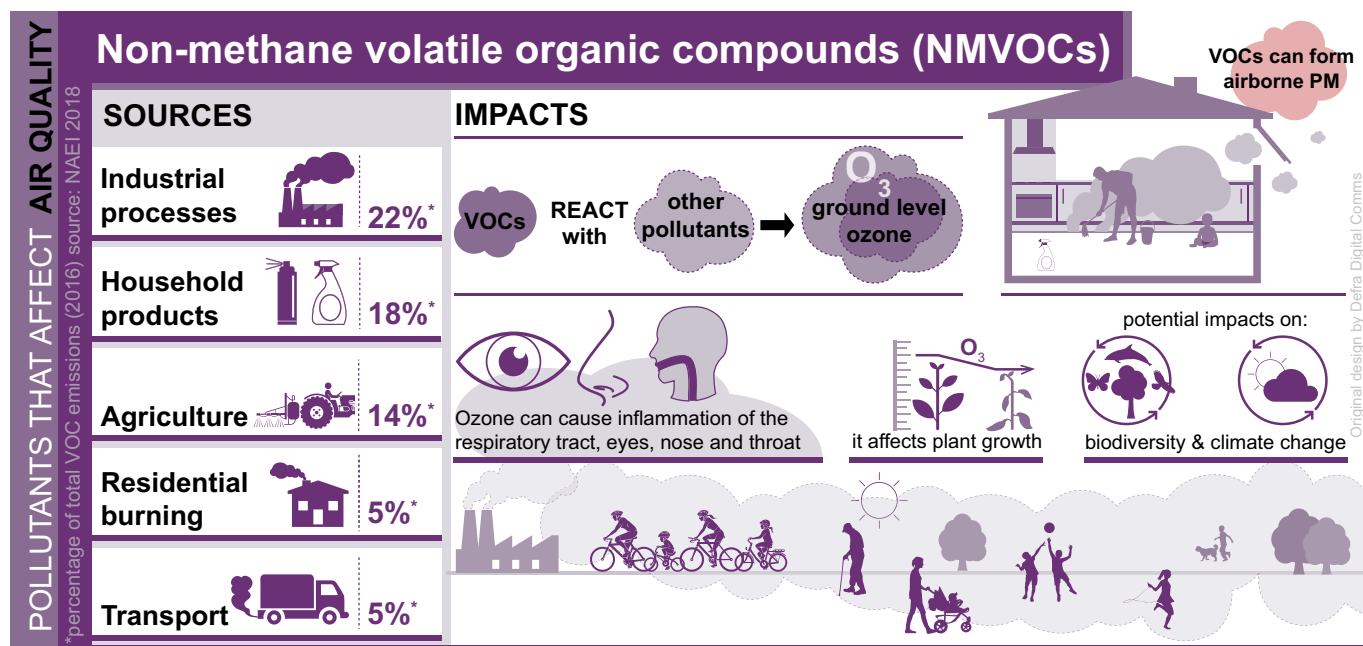 POLLUTANTS THAT AFFECT AIR QUALITY
*percentage of total VOC emissions (2016) source: NAEI 2018
Non-methane volatile organic compounds (NMVOCs)
SOURCES
Industrial
processes
22%*
Household
products
18%*
Agriculture
14%*
Residential
burning
5%*
Transport
5%*
IMPACTS
VOCs
REACT
with
other
pollutants
O3
ground level
ozone
VOCs can form
airborne PM
Ozone can cause inflammation of the
respiratory tract, eyes, nose and throat
O3
it affects plant growth
potential impacts on:
biodiversity & climate change
Original design by Defra Digital Comms